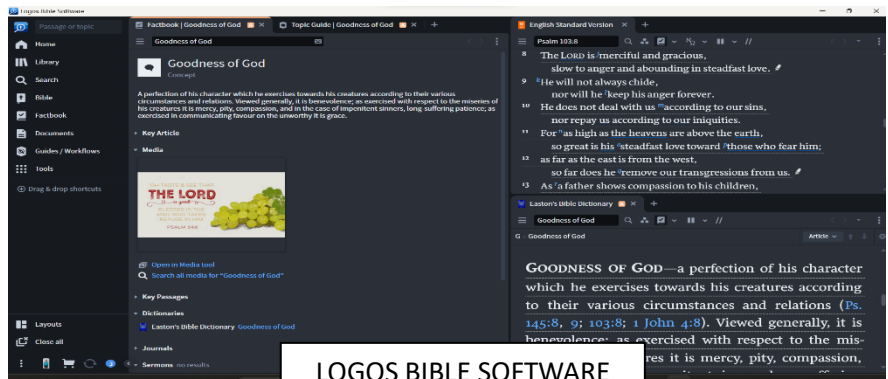 Logos Bible Software
Passage or topic
Home
Library
Search
Bible
Factbook
Documents
Guides / Workflows
Tools
Drag & drop shortcuts
Layouts
Close all
Factbook | Goodness of God
Topic Guide | Goodness of God
Goodness of God
Goodness of God
Concept
A perfection of his character which he exercises towards his creatures according to their various
circumstances and relations. Viewed generally, it is benevolence; as exercised with respect to the miseries of
his creatures it is mercy, pity, compassion, and in the case of impenitent sinners, long suffering patience; as
exercised in communicating favour on the unworthy it is grace.
Key Article
Media
THE LORD
PSALM 34:8
Open in Media tool
Search all media for "Goodness of God"
Key Passages
Dictionaries
Easton's Bible Dictionary Goodness of God
Journals
Sermons no results
English Standard Version
Psalm 103:8
8 The LORD is merciful and gracious,
slow to anger and abounding in steadfast love.
9 kHe will not always chide,
nor will he lkeep his anger forever.
10 He does not deal with us maccording to our sins,
nor repay us according to our iniquities.
11 For nas high as the heavens are above the earth,
so great is his osteadfast love toward pthose who fear him;
12 as far as the east is from the west,
so far does he qremove our transgressions from us.
13 As ra father shows compassion to his children,
Easton's Bible Dictionary
Goodness of God
G Goodness of God
Article
GOODNESS OF GOD—a perfection of his character
which he exercises towards his creatures according
to their various circumstances and relations (Ps.
145:8, 9; 103:8; 1 John 4:8). Viewed generally, it is
benevolence; as exercised with respect to the mis-
res it is mercy, pity, compassion,
LOGOS BIBLE SOFTWARE